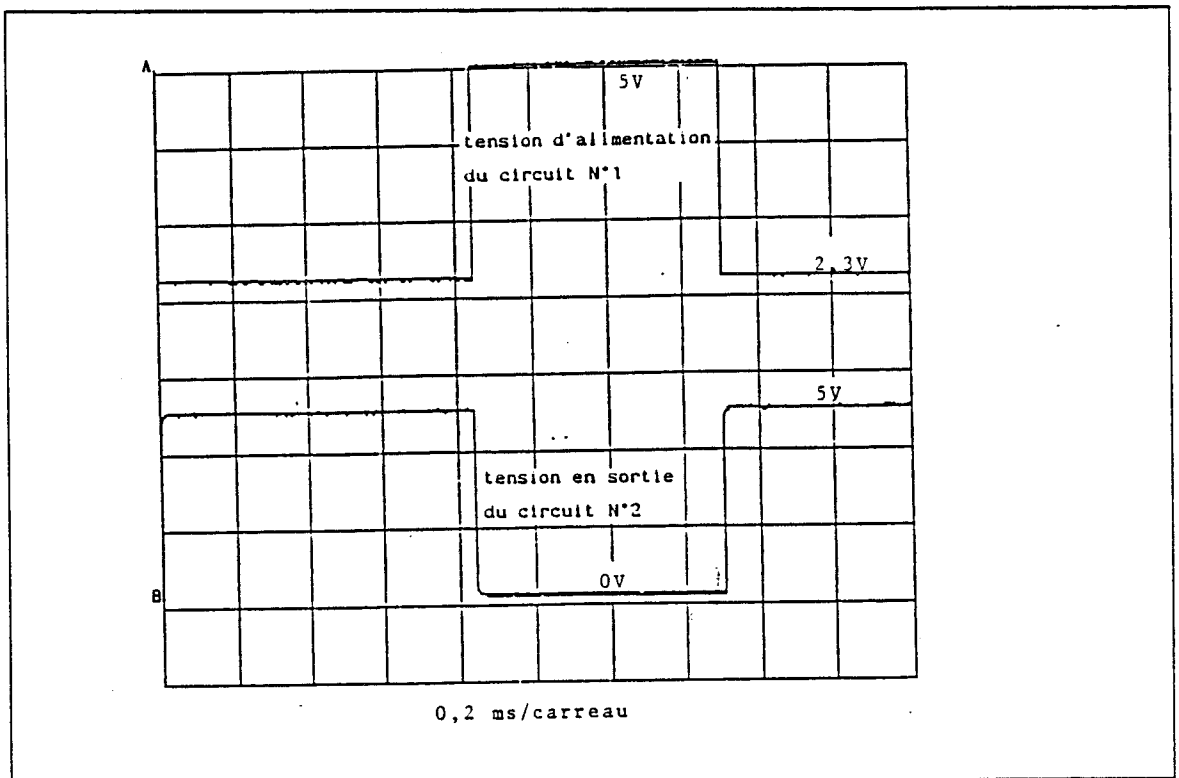 A
5V
tension d'alimentation
du circuit N°1
2,3V
5V
tension en sortie
du circuit N°2
0V
B
0,2 ms/carreau